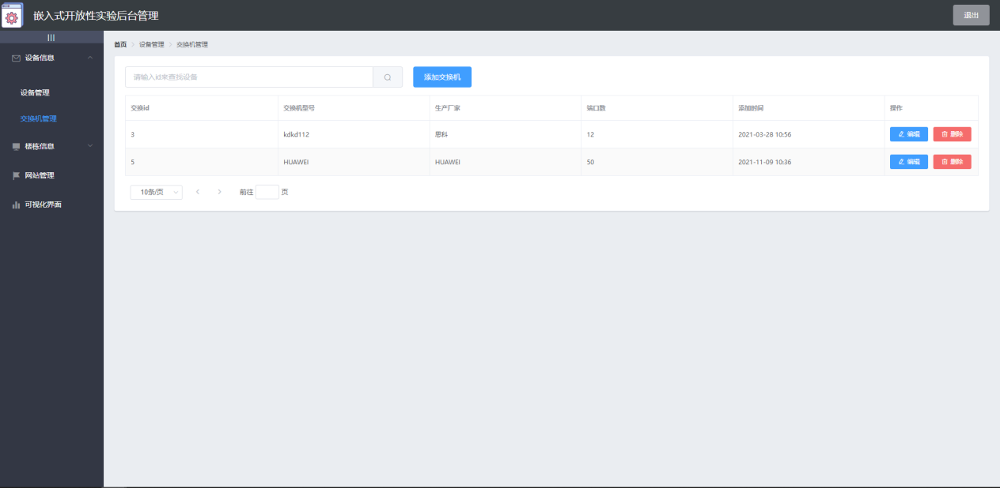 嵌入式开放性实验后台管理
退出
设备信息
设备管理
交换机管理
楼栋信息
网站管理
可视化界面
首页 > 设备管理 > 交换机管理
请输入id来查找设备
添加交换机
交换id 交换机型号 生产厂家 端口数 添加时间 操作
3 kdkd112 思科 12 2021-03-28 10:56 编辑 删除
5 HUAWEI HUAWEI 50 2021-11-09 10:36 编辑 删除
10条/页 < > 前往 页